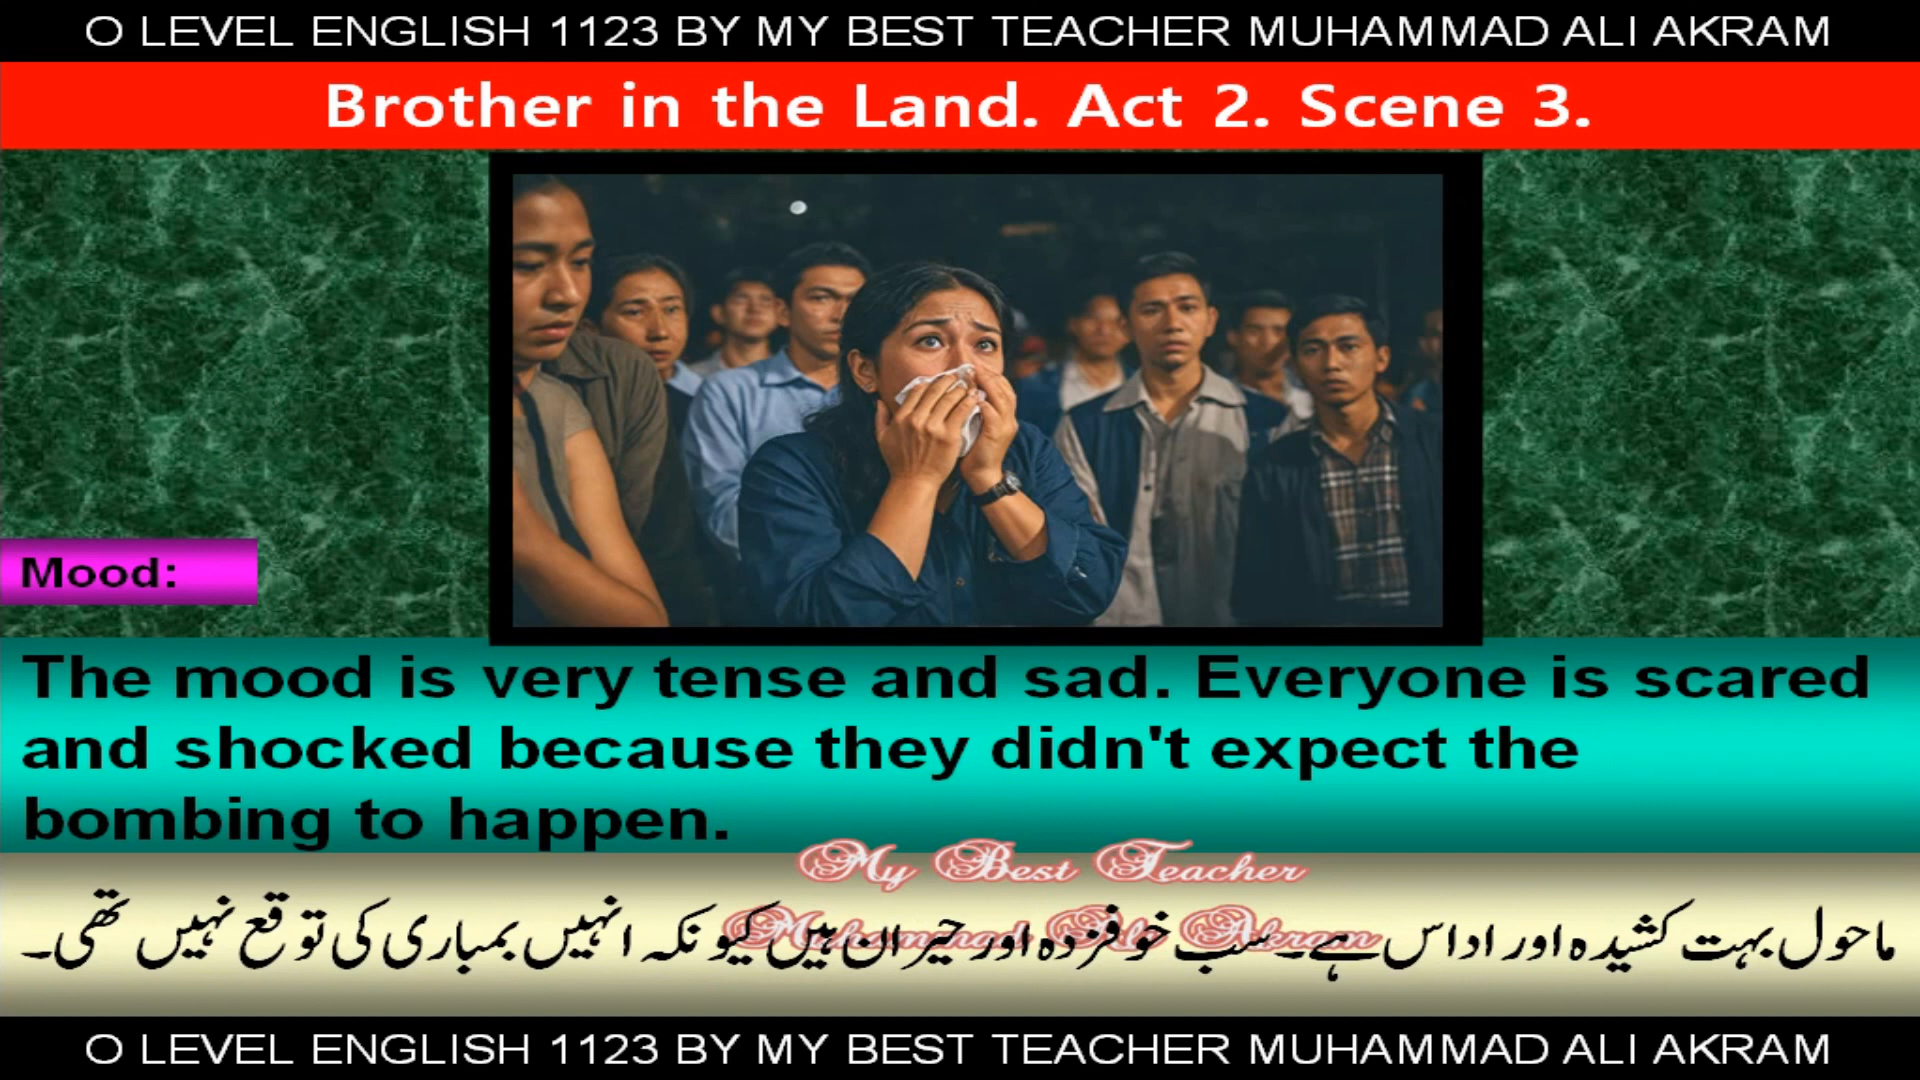 O LEVEL ENGLISH 1123 BY MY BEST TEACHER MUHAMMAD ALI AKRAM
Brother in the Land. Act 2. Scene 3.
Mood:
The mood is very tense and sad. Everyone is scared
and shocked because they didn't expect the
bombing to happen.
My Best Teacher
Muhammad Ali Akram
ماحول بہت کشیدہ اور اداس ہے۔ سب خوفزدہ اور حیران ہیں کیونکہ انہیں بمباری کی توقع نہیں تھی۔
O LEVEL ENGLISH 1123 BY MY BEST TEACHER MUHAMMAD ALI AKRAM